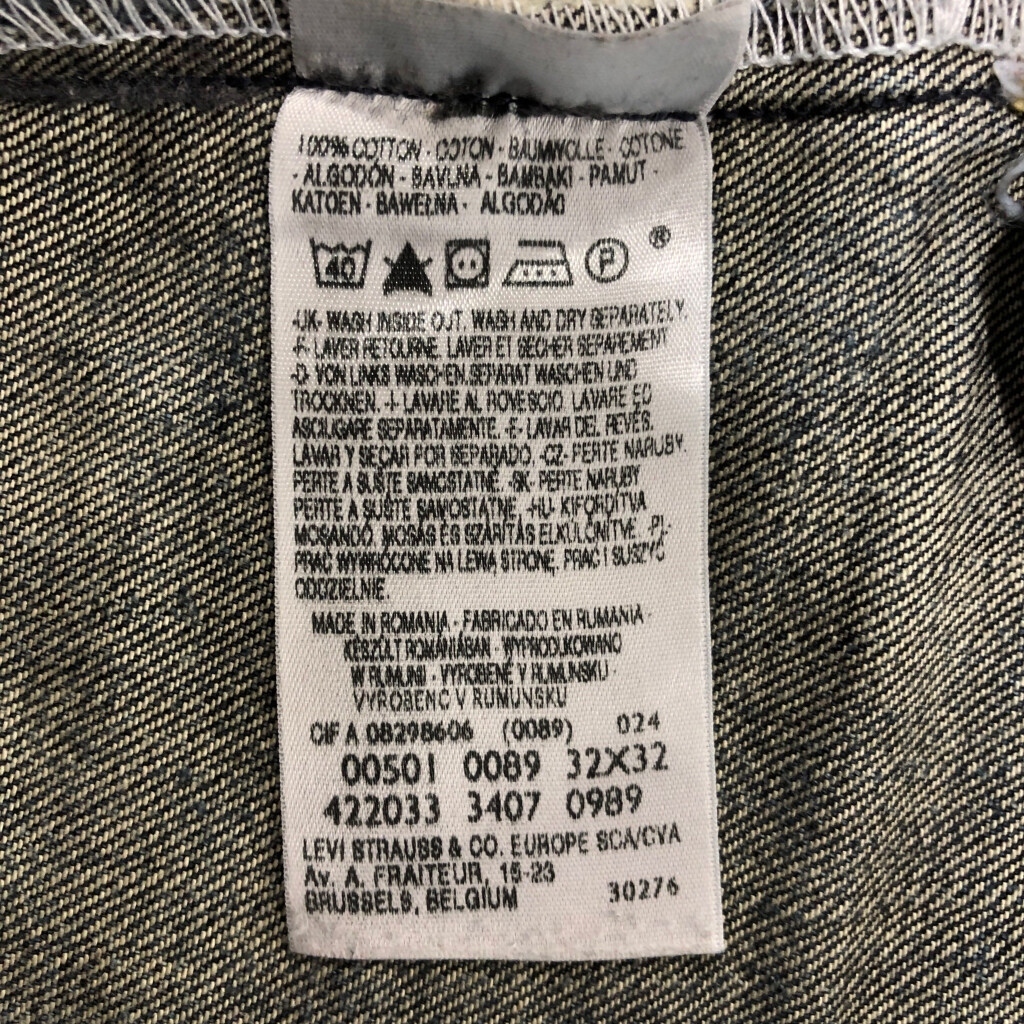 100% COTTON - COTON - BAUMWOLLE - COTONE
- ALGODÓN - BAVLNA - BAMBAKI - PAMUT -
KATOEN - BAWEŁNA - ALGODÃO
40 P ®
-UK- WASH INSIDE OUT. WASH AND DRY SEPARATELY.
-F- LAVER RETOURNE. LAVER ET SECHER SEPAREMENT
-D- VON LINKS WASCHEN. SEPARAT WASCHEN UND
TROCKNEN. -I- LAVARE AL ROVESCIO. LAVARE ED
ASCIUGARE SEPARATAMENTE. -E- LAVAR DEL REVÉS.
LAVAR Y SECAR POR SEPARADO. -CZ- PERTE NARUBY.
PERTE A SUŠTE SAMOSTATNĚ. -SK- PERTE NARUBY
PERTE A SUŠTE SAMOSTATNE, -HU- KIFORDÍTVA
MOSANDÓ. MOSÁS ÉS SZÁRÍTÁS ELKÜLÖNÍTVE. -PL-
PRAĆ WYWRÓCONE NA LEWĄ STRONĘ, PRAĆ I SUSZYĆ
ODDZIELNIE.
MADE IN ROMANIA - FABRICADO EN RUMANIA -
KÉSZÜLT ROMÁNIÁBAN - WYPRODUKOWANO
W RUMUNII - VYROBENÉ V RUMUNSKU -
VYROBENO V RUMUNSKU
CIF A 08298606 (0089) 024
00501 0089 32X32
422033 3407 0989
LEVI STRAUSS & CO. EUROPE SCA/CVA
Av. A. FRAITEUR, 15-23
BRUSSELS, BELGIUM 30276